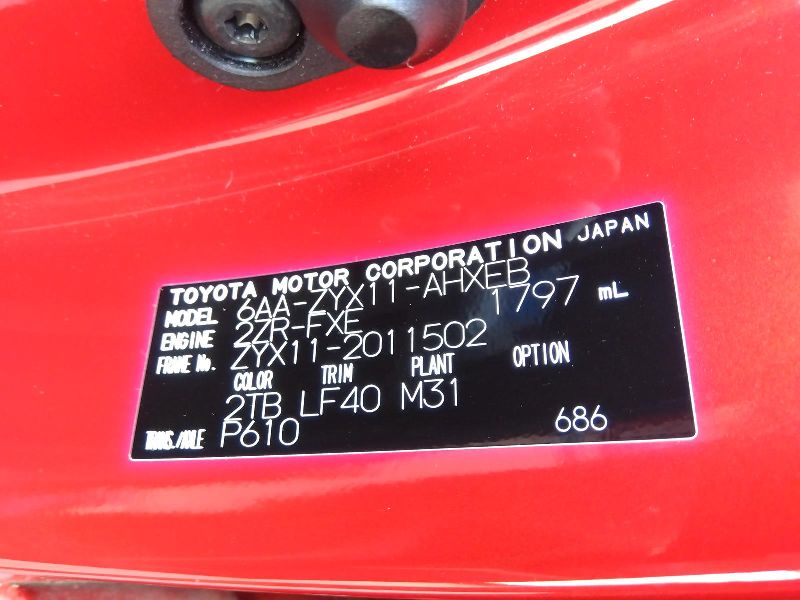 TOYOTA MOTOR CORPORATION JAPAN
MODEL 6AA-ZYX11-AHXEB
ENGINE 2ZR-FXE 1797 mL
FRAME No. ZYX11-2011502
COLOR TRIM PLANT OPTION
2TB LF40 M31
TRANS./AXLE P610 686